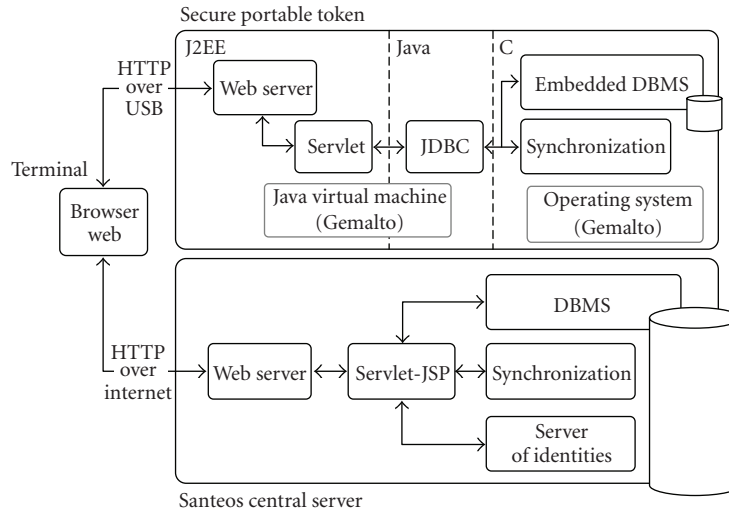 Secure portable token
J2EE
Java
C
HTTP
over
USB
Web server
Embedded DBMS
Servlet
JDBC
Synchronization
Terminal
Java virtual machine
(Gemalto)
Operating system
(Gemalto)
Browser
web
DBMS
HTTP
over
internet
Web server
Servlet-JSP
Synchronization
Server
of identities
Santeos central server